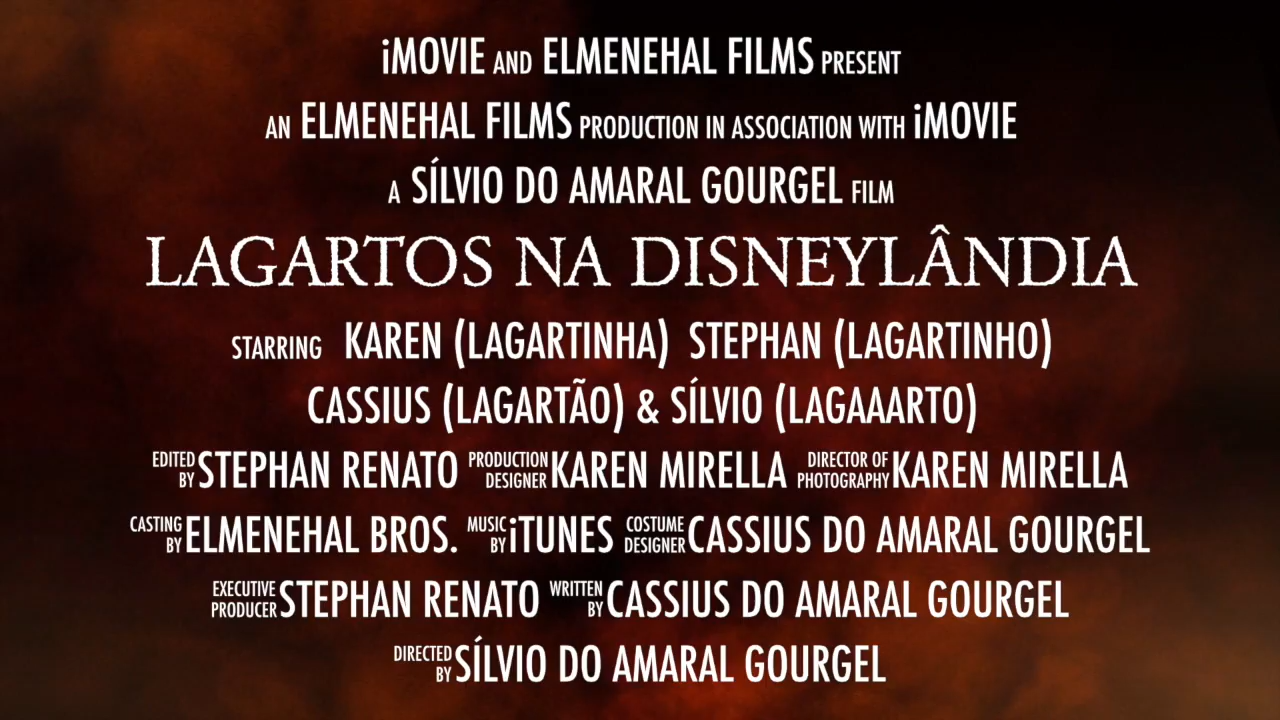 iMOVIE AND ELMENEHAL FILMS PRESENT
AN ELMENEHAL FILMS PRODUCTION IN ASSOCIATION WITH iMOVIE
A SÍLVIO DO AMARAL GOURGEL FILM
LAGARTOS NA DISNEYLÂNDIA
STARRING KAREN (LAGARTINHA) STEPHAN (LAGARTINHO)
CASSIUS (LAGARTÃO) & SÍLVIO (LAGAAARTO)
EDITED BY STEPHAN RENATO PRODUCTION DESIGNER KAREN MIRELLA DIRECTOR OF PHOTOGRAPHY KAREN MIRELLA
CASTING BY ELMENEHAL BROS. MUSIC BY iTUNES COSTUME DESIGNER CASSIUS DO AMARAL GOURGEL
EXECUTIVE PRODUCER STEPHAN RENATO WRITTEN BY CASSIUS DO AMARAL GOURGEL
DIRECTED BY SÍLVIO DO AMARAL GOURGEL